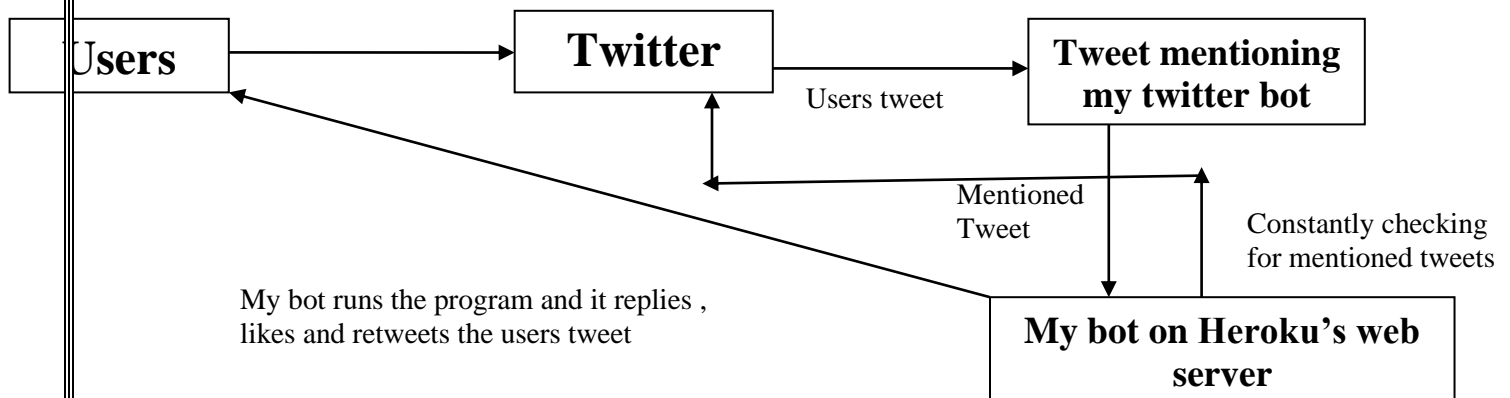 Users
Twitter
Tweet mentioning
my twitter bot
Users tweet
Mentioned
Tweet
Constantly checking
for mentioned tweets
My bot runs the program and it replies ,
likes and retweets the users tweet
My bot on Heroku’s web
server